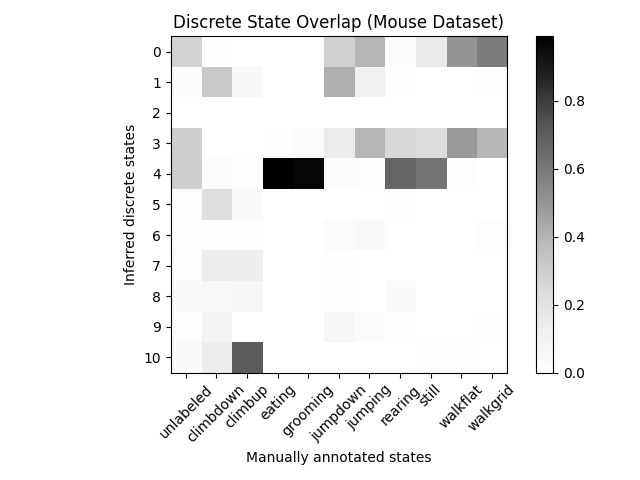 Discrete State Overlap (Mouse Dataset)
Inferred discrete states
0
1
2
3
4
5
6
7
8
9
10
unlabeled
climbdown
climbup
eating
grooming
jumpdown
jumping
rearing
still
walkflat
walkgrid
Manually annotated states
0.8
0.6
0.4
0.2
0.0